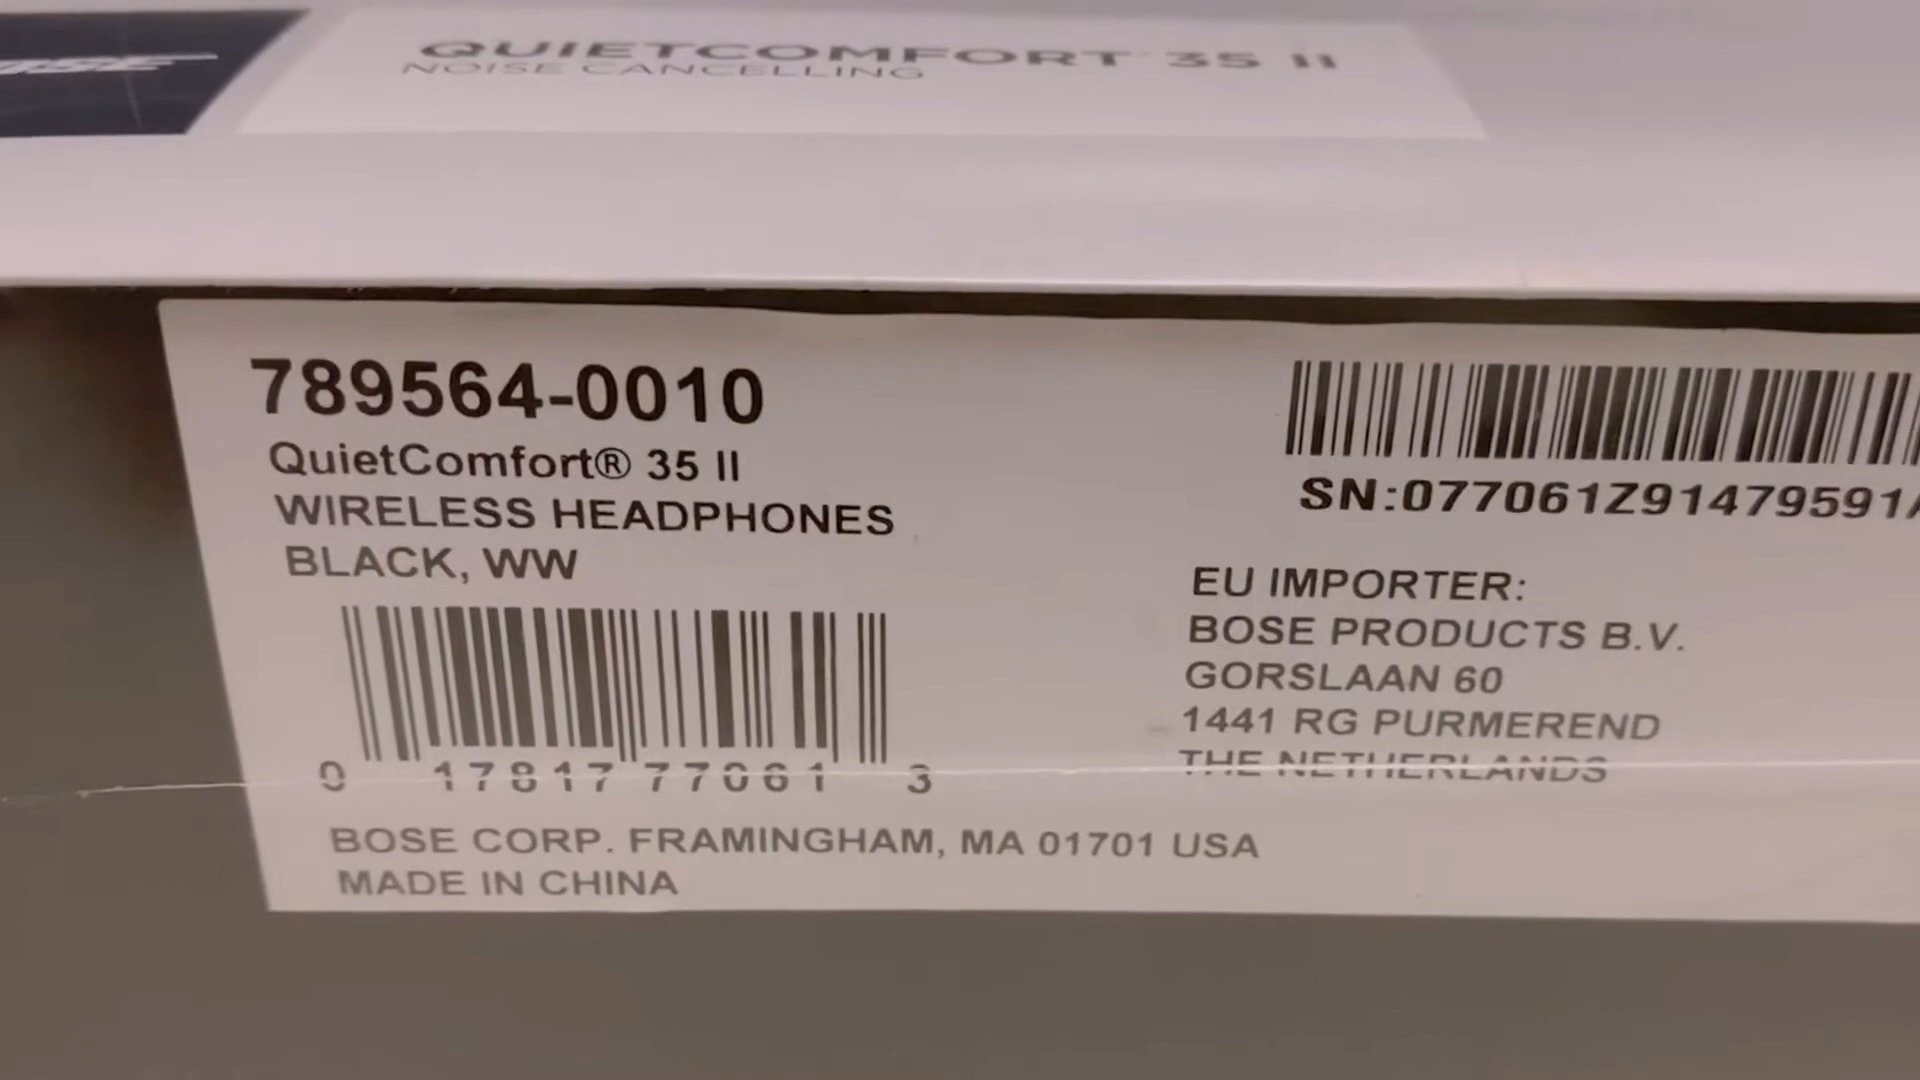 QUIETCOMFORT 35 II
NOISE CANCELLING
789564-0010
QuietComfort® 35 II
WIRELESS HEADPHONES
BLACK, WW
0 17817 77061 3
SN:077061Z91479591A
EU IMPORTER:
BOSE PRODUCTS B.V.
GORSLAAN 60
1441 RG PURMEREND
THE NETHERLANDS
BOSE CORP. FRAMINGHAM, MA 01701 USA
MADE IN CHINA